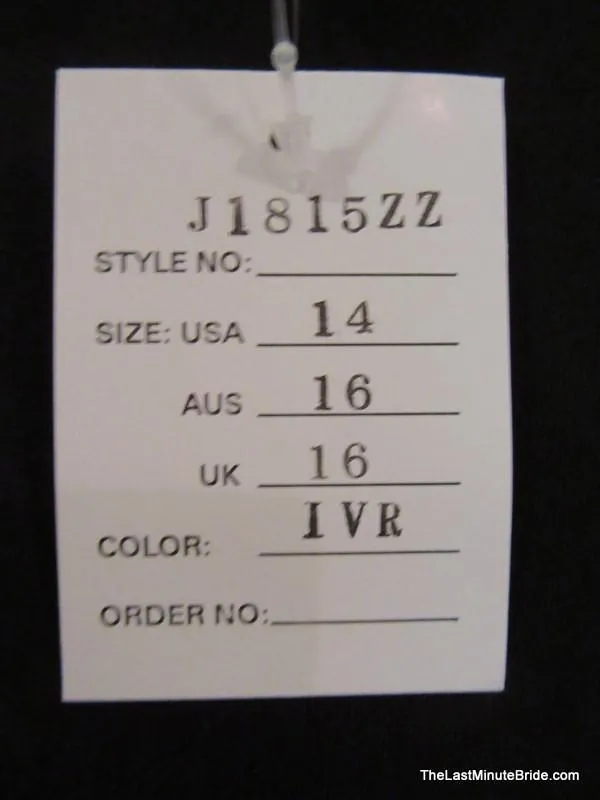 J1815ZZ
STYLE NO:
SIZE: USA 14
AUS 16
UK 16
COLOR: IVR
ORDER NO:
TheLastMinuteBride.com